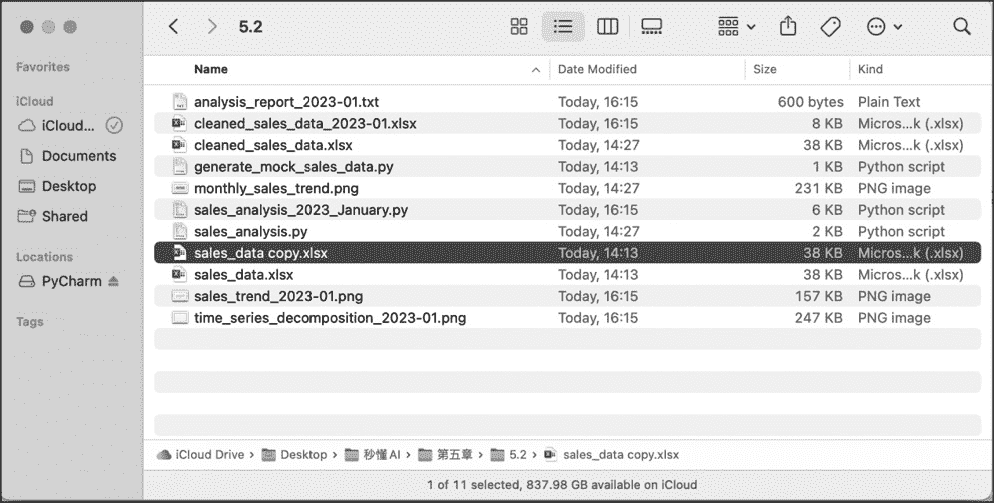 5.2
Favorites
iCloud
iCloud...
Documents
Desktop
Shared
Locations
PyCharm
Tags
Name Date Modified Size Kind
analysis_report_2023-01.txt Today, 16:15 600 bytes Plain Text
cleaned_sales_data_2023-01.xlsx Today, 16:15 8 KB Micros...k (.xlsx)
cleaned_sales_data.xlsx Today, 14:27 38 KB Micros...k (.xlsx)
generate_mock_sales_data.py Today, 14:13 1 KB Python script
monthly_sales_trend.png Today, 14:27 231 KB PNG image
sales_analysis_2023_January.py Today, 16:15 6 KB Python script
sales_analysis.py Today, 14:27 2 KB Python script
sales_data copy.xlsx Today, 14:13 38 KB Micros...k (.xlsx)
sales_data.xlsx Today, 14:13 38 KB Micros...k (.xlsx)
sales_trend_2023-01.png Today, 16:15 157 KB PNG image
time_series_decomposition_2023-01.png Today, 16:15 247 KB PNG image
iCloud Drive › Desktop › 秒懂AI › 第五章 › 5.2 › sales_data copy.xlsx
1 of 11 selected, 837.98 GB available on iCloud